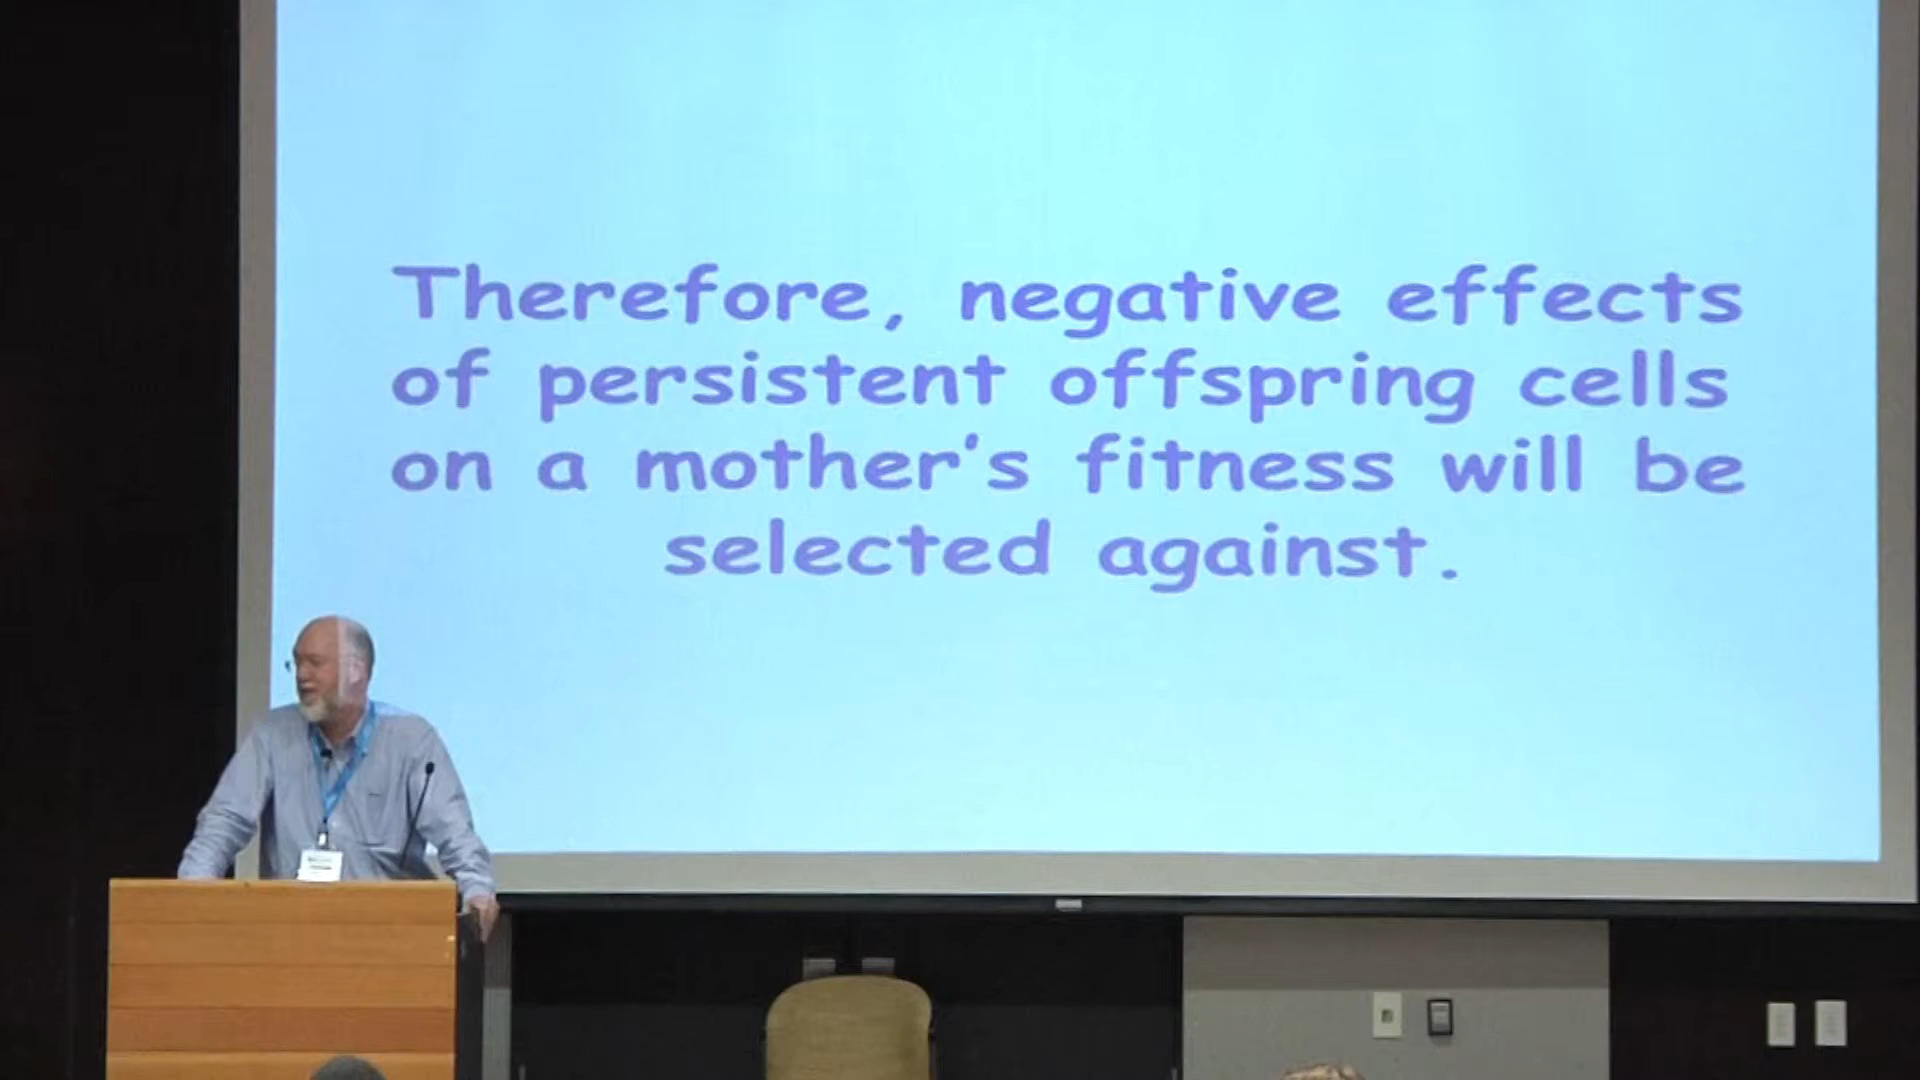 Therefore, negative effects
of persistent offspring cells
on a mother's fitness will be
selected against.